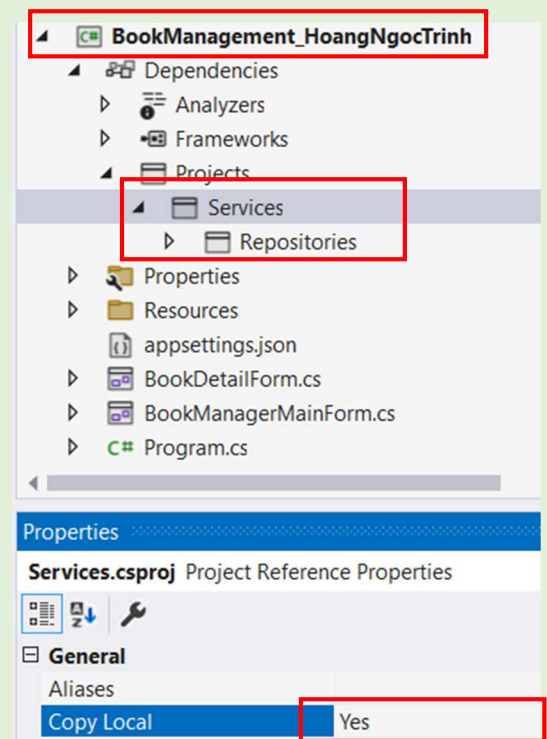 C# BookManagement_HoangNgocTrinh
Dependencies
Analyzers
Frameworks
Projects
Services
Repositories
Properties
Resources
appsettings.json
BookDetailForm.cs
BookManagerMainForm.cs
C# Program.cs
Properties
Services.csproj Project Reference Properties
General
Aliases
Copy Local Yes